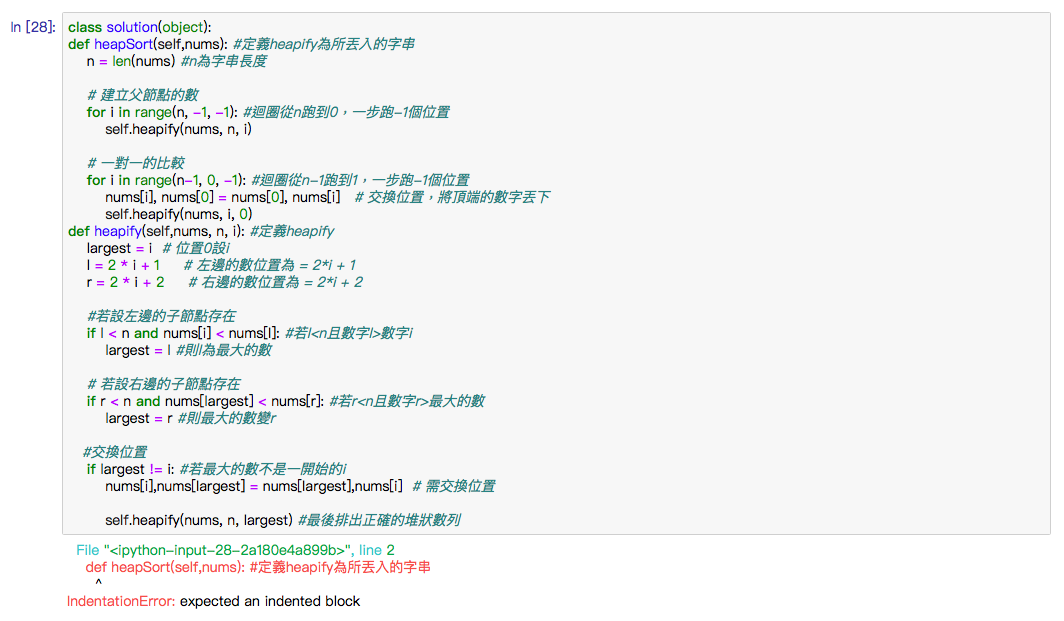 In [28]:
class solution(object):
def heapSort(self,nums): #定義heapify為所丟入的字串
n = len(nums) #n為字串長度
# 建立父節點的數
for i in range(n, -1, -1): #迴圈從n跑到0，一步跑-1個位置
self.heapify(nums, n, i)
# 一對一的比較
for i in range(n-1, 0, -1): #迴圈從n-1跑到1，一步跑-1個位置
nums[i], nums[0] = nums[0], nums[i] # 交換位置，將頂端的數字丟下
self.heapify(nums, i, 0)
def heapify(self,nums, n, i): #定義heapify
largest = i # 位置0設i
l = 2 * i + 1 # 左邊的數位置為 = 2*i + 1
r = 2 * i + 2 # 右邊的數位置為 = 2*i + 2
#若設左邊的子節點存在
if l < n and nums[i] < nums[l]: #若l<n且數字l>數字i
largest = l #則l為最大的數
# 若設右邊的子節點存在
if r < n and nums[largest] < nums[r]: #若r<n且數字r>最大的數
largest = r #則最大的數變r
#交換位置
if largest != i: #若最大的數不是一開始的i
nums[i],nums[largest] = nums[largest],nums[i] # 需交換位置
self.heapify(nums, n, largest) #最後排出正確的堆狀數列
File "<ipython-input-28-2a180e4a899b>", line 2
def heapSort(self,nums): #定義heapify為所丟入的字串
^
IndentationError: expected an indented block